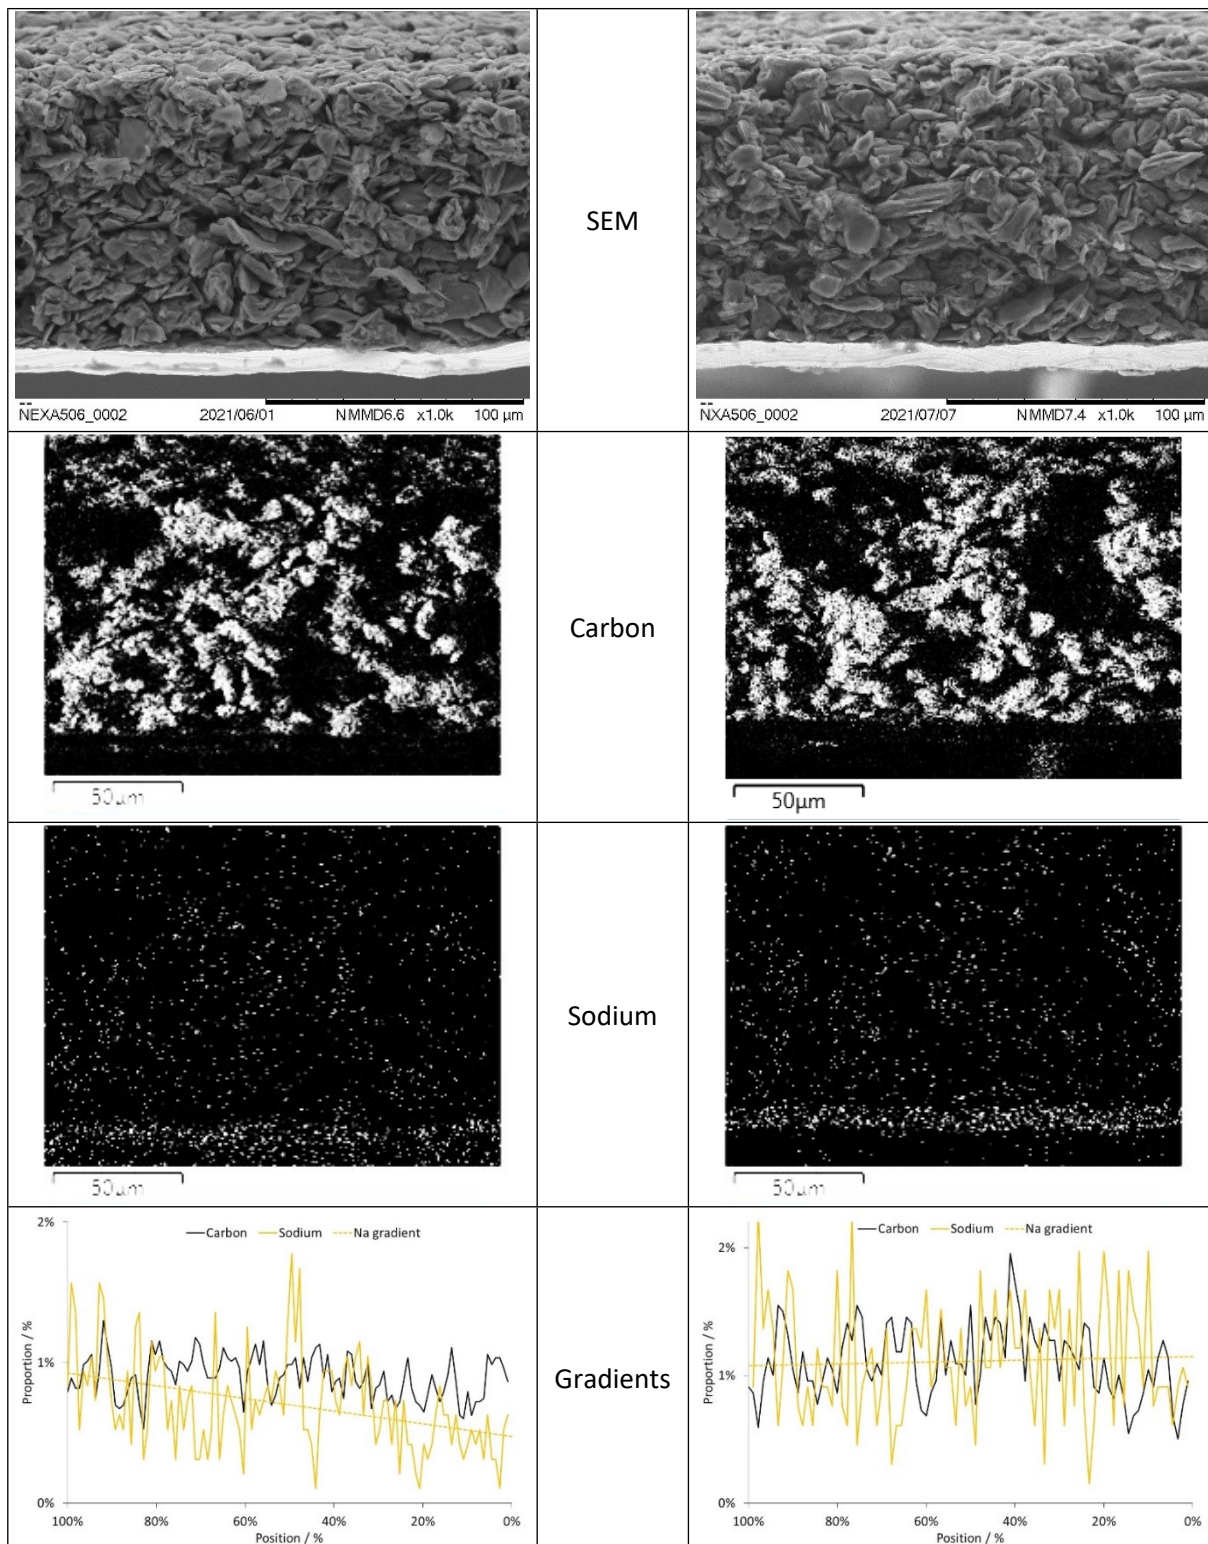 SEM
NEXA506_0002 2021/06/01 NMMD6.6 x1.0k 100 µm
NXA506_0002 2021/07/07 NMMD7.4 x1.0k 100 µm
Carbon
50µm
50µm
Sodium
50µm
50µm
2%
Carbon Sodium Na gradient
Proportion / %
1%
0%
100% 80% 60% 40% 20% 0%
Position / %
Gradients
Carbon Sodium Na gradient
2%
Proportion / %
1%
0%
100% 80% 60% 40% 20% 0%
Position / %